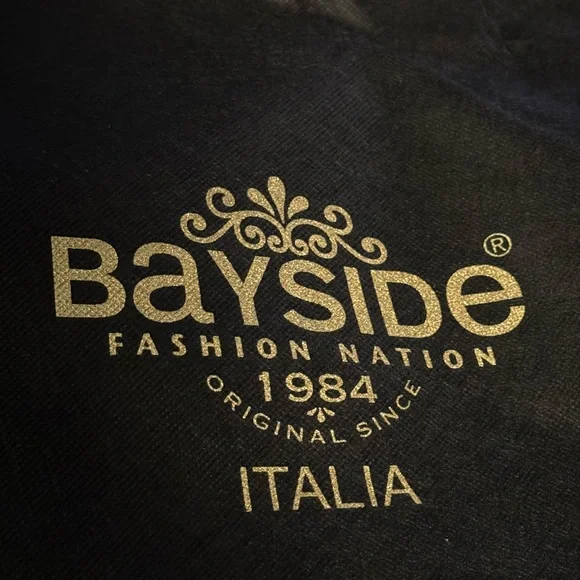 BaYSIDe®
FASHION NATION
1984
ORIGINAL SINCE
ITALIA